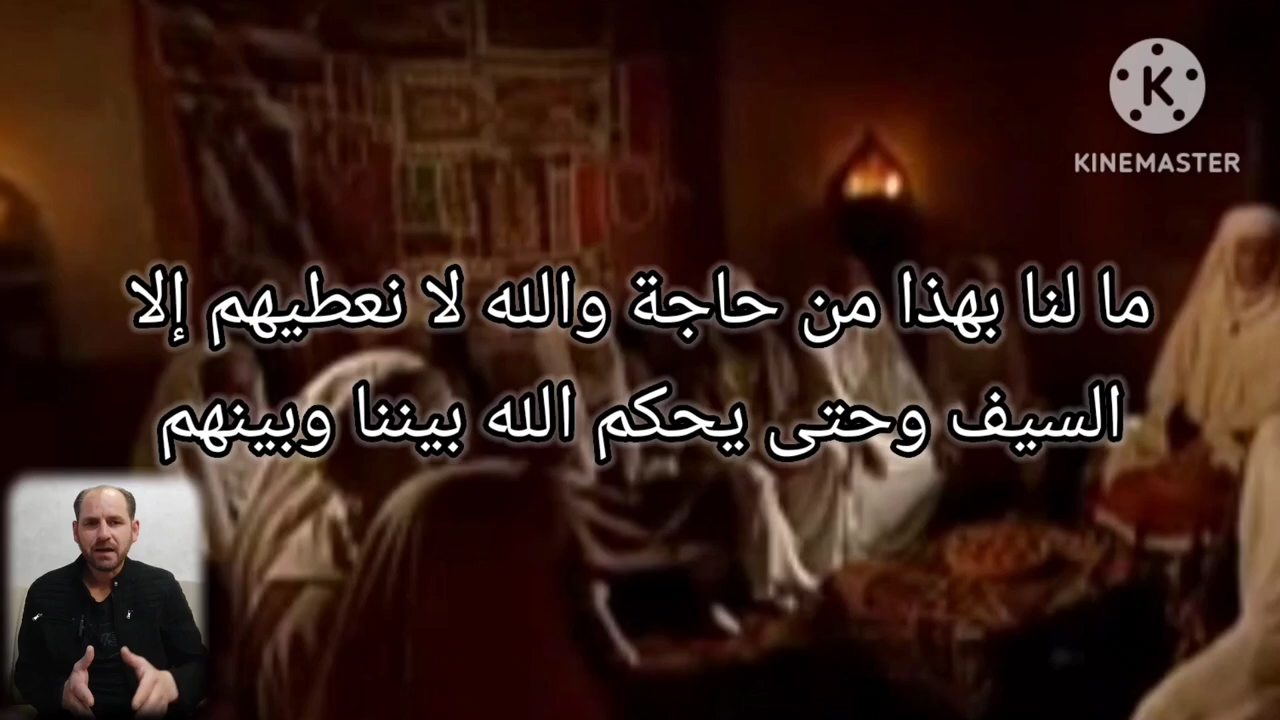 KINEMASTER
ما لنا بهذا من حاجة والله لا نعطيهم إلا
السيف وحتى يحكم الله بيننا وبينهم